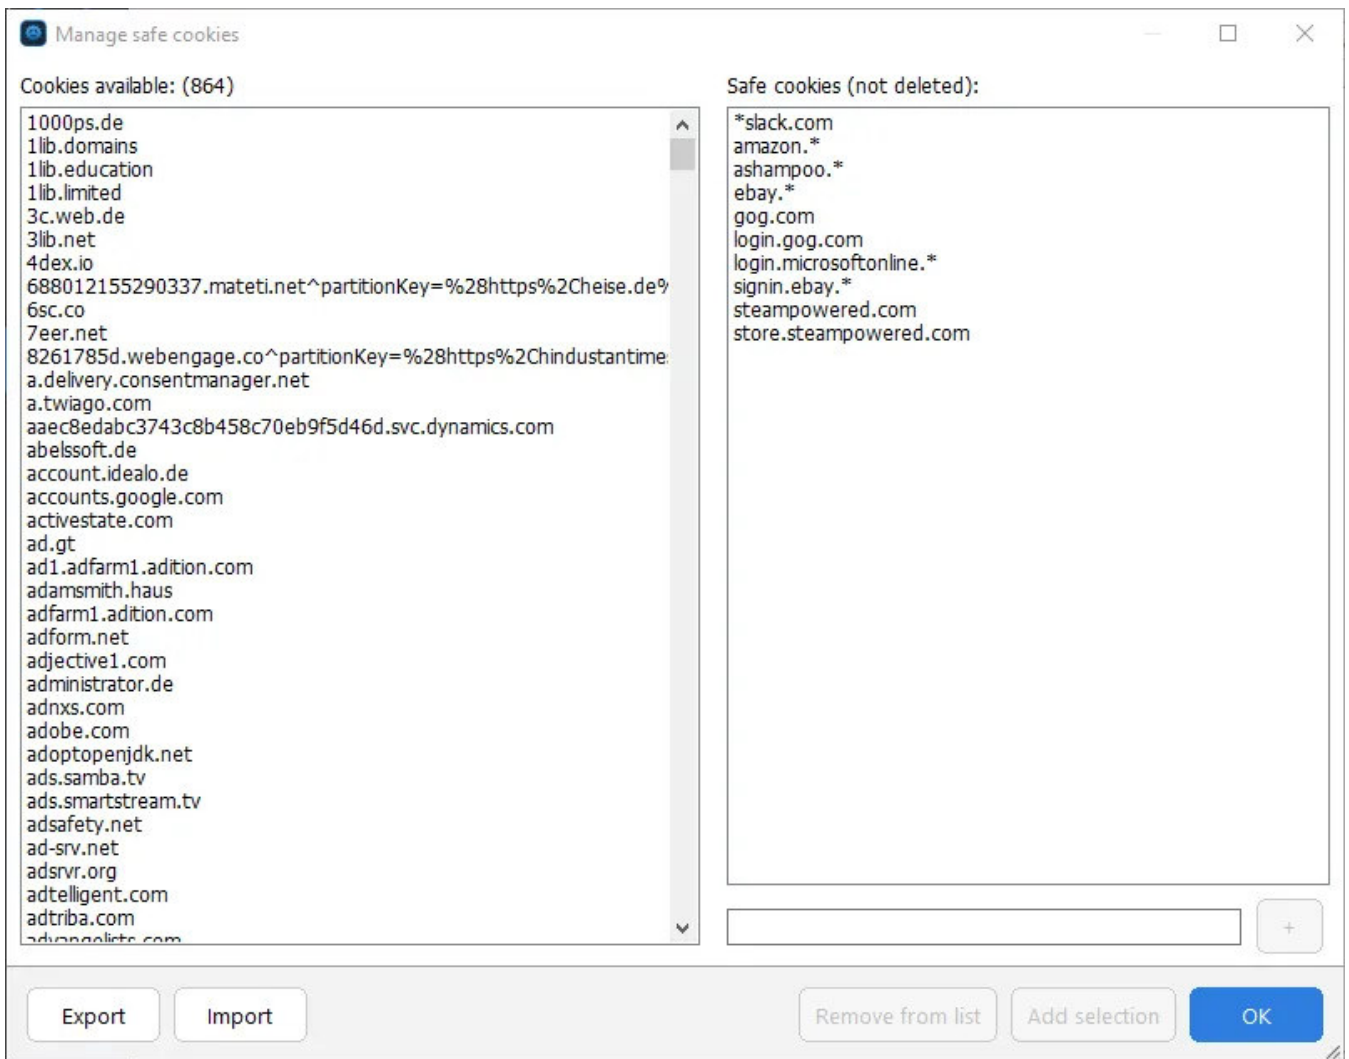 Manage safe cookies
Cookies available: (864)
1000ps.de
1lib.domains
1lib.education
1lib.limited
3c.web.de
3lib.net
4dex.io
688012155290337.mateti.net^partitionKey=%28https%2Cheise.de%
6sc.co
7eer.net
8261785d.webengage.co^partitionKey=%28https%2Chindustantime
a.delivery.consentmanager.net
a.twiago.com
aaec8edabc3743c8b458c70eb9f5d46d.svc.dynamics.com
abelssoft.de
account.idealo.de
accounts.google.com
activestate.com
ad.gt
ad1.adfarm1.adition.com
adamsmith.haus
adfarm1.adition.com
adform.net
adjective1.com
administrator.de
adnxs.com
adobe.com
adoptopenjdk.net
ads.samba.tv
ads.smartstream.tv
adsafety.net
ad-srv.net
adsrvr.org
adtelligent.com
adtriba.com
advangelists.com
Safe cookies (not deleted):
*slack.com
amazon.*
ashampoo.*
ebay.*
gog.com
login.gog.com
login.microsoftonline.*
signin.ebay.*
steampowered.com
store.steampowered.com
+
Export
Import
Remove from list
Add selection
OK